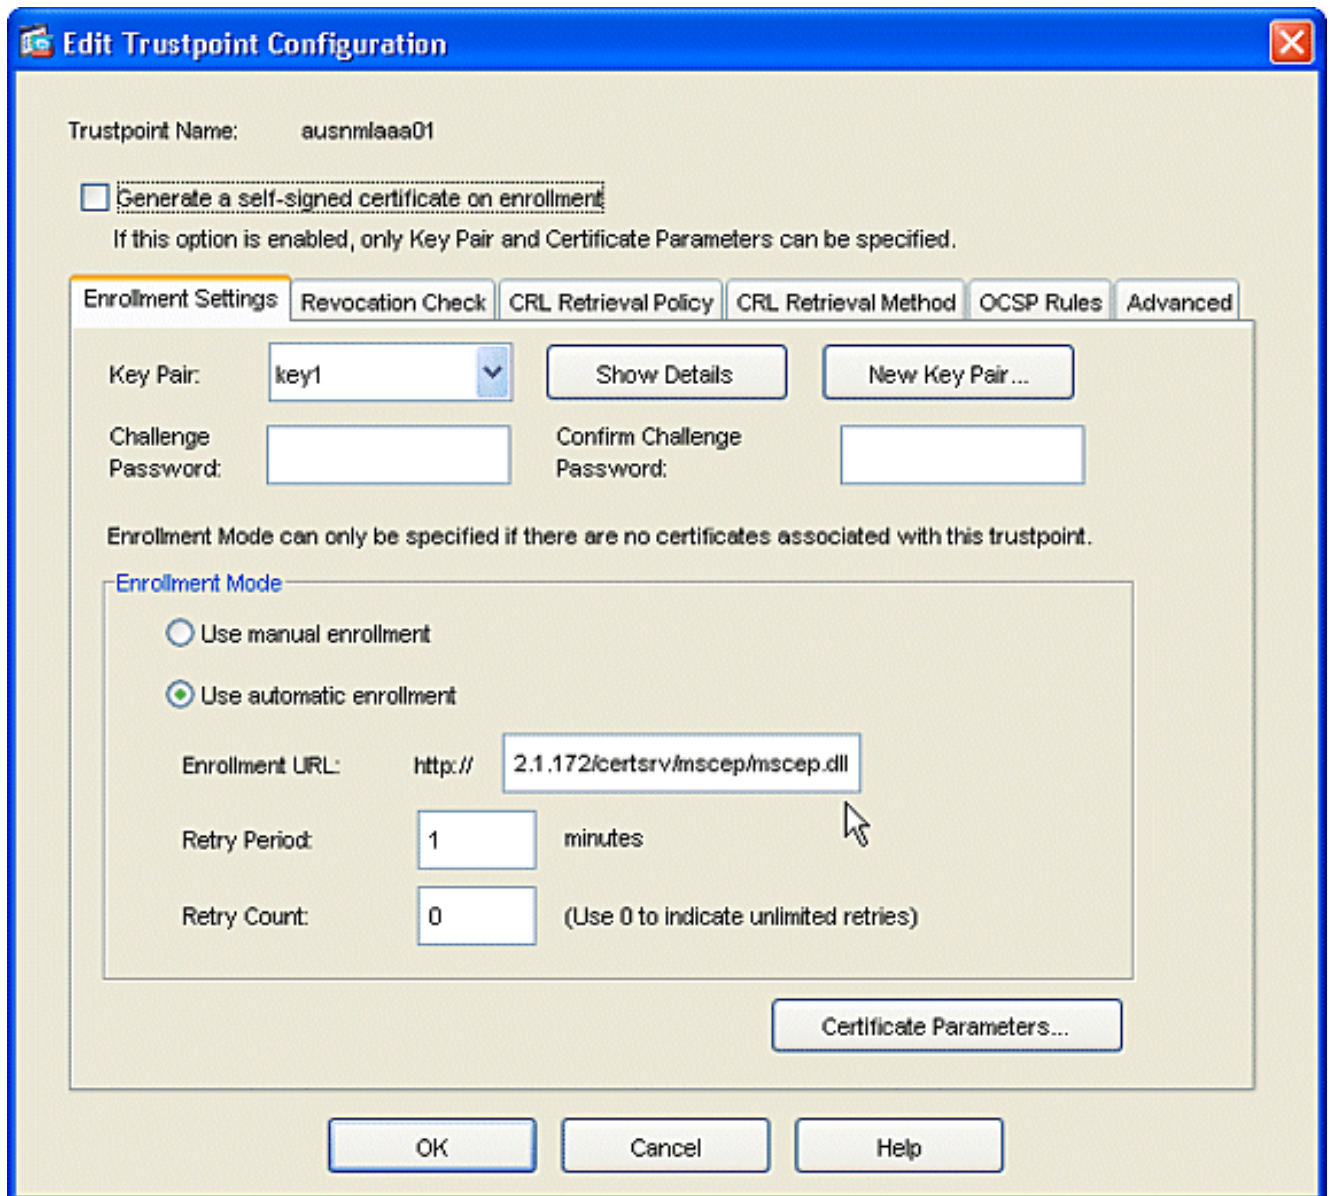 Edit Trustpoint Configuration
Trustpoint Name: ausnmlaaa01
Generate a self-signed certificate on enrollment
If this option is enabled, only Key Pair and Certificate Parameters can be specified.
Enrollment Settings Revocation Check CRL Retrieval Policy CRL Retrieval Method OCSP Rules Advanced
Key Pair: key1 Show Details New Key Pair...
Challenge Password: Confirm Challenge Password:
Enrollment Mode can only be specified if there are no certificates associated with this trustpoint.
Enrollment Mode
Use manual enrollment
Use automatic enrollment
Enrollment URL: http:// 2.1.172/certsrv/mscep/mscep.dll
Retry Period: 1 minutes
Retry Count: 0 (Use 0 to indicate unlimited retries)
Certificate Parameters...
OK Cancel Help